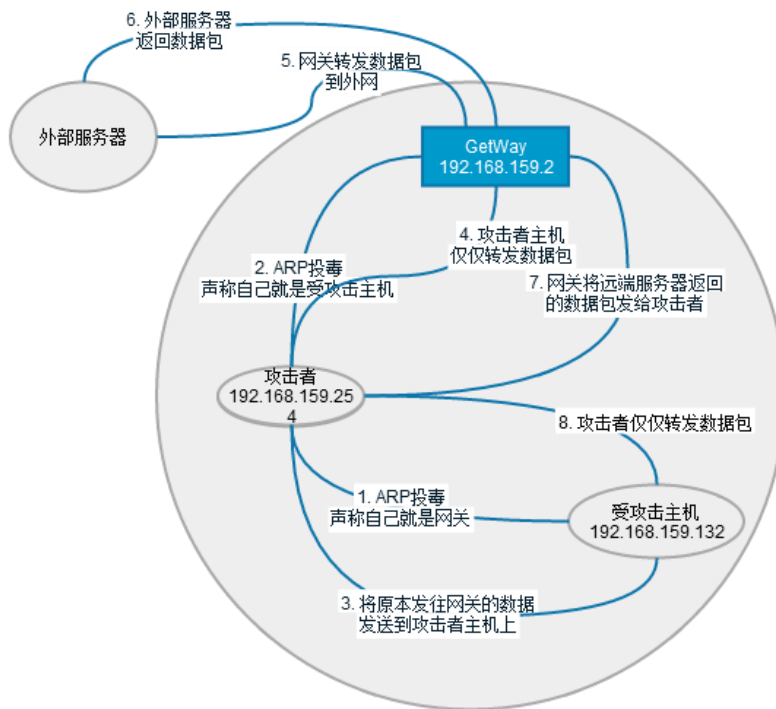 6. 外部服务器
返回数据包
5. 网关转发数据包
到外网
外部服务器
GetWay
192.168.159.2
4. 攻击者主机
仅仅转发数据包
2. ARP投毒
声称自己就是受攻击主机
7. 网关将远端服务器返回
的数据包发给攻击者
攻击者
192.168.159.25
4
8. 攻击者仅仅转发数据包
1. ARP投毒
声称自己就是网关
受攻击主机
192.168.159.132
3. 将原本发往网关的数据
发送到攻击者主机上